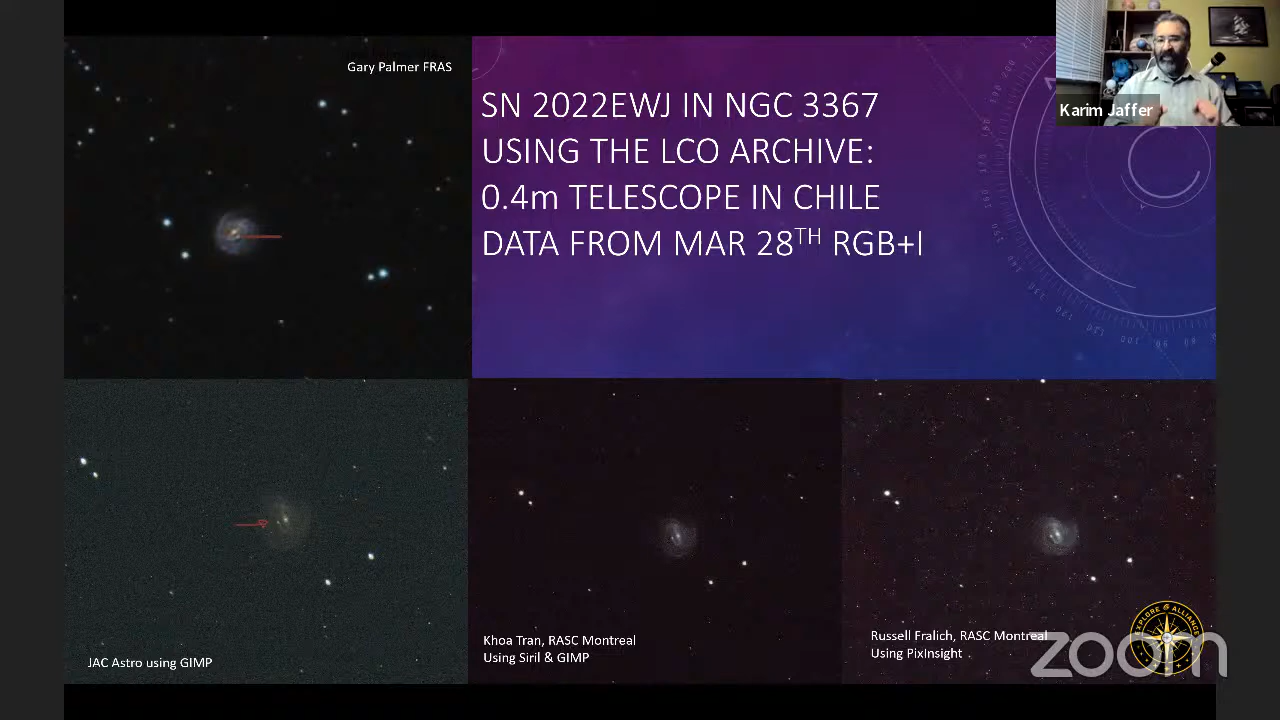 Gary Palmer FRAS
SN 2022EWJ IN NGC 3367
USING THE LCO ARCHIVE:
0.4m TELESCOPE IN CHILE
DATA FROM MAR 28TH RGB+I
Karim Jaffer
JAC Astro using GIMP
Khoa Tran, RASC Montreal
Using Siril & GIMP
Russell Fralich, RASC Montreal
Using PixInsight
EXPLORE ALLIANCE
zoom